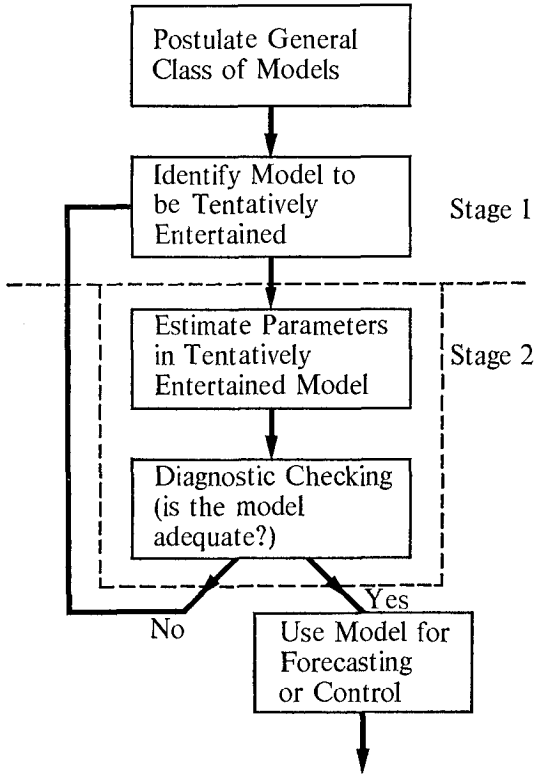 Postulate General
Class of Models
Identify Model to
be Tentatively
Entertained
Stage 1
Estimate Parameters
in Tentatively
Entertained Model
Stage 2
Diagnostic Checking
(is the model
adequate?)
No
Yes
Use Model for
Forecasting
or Control